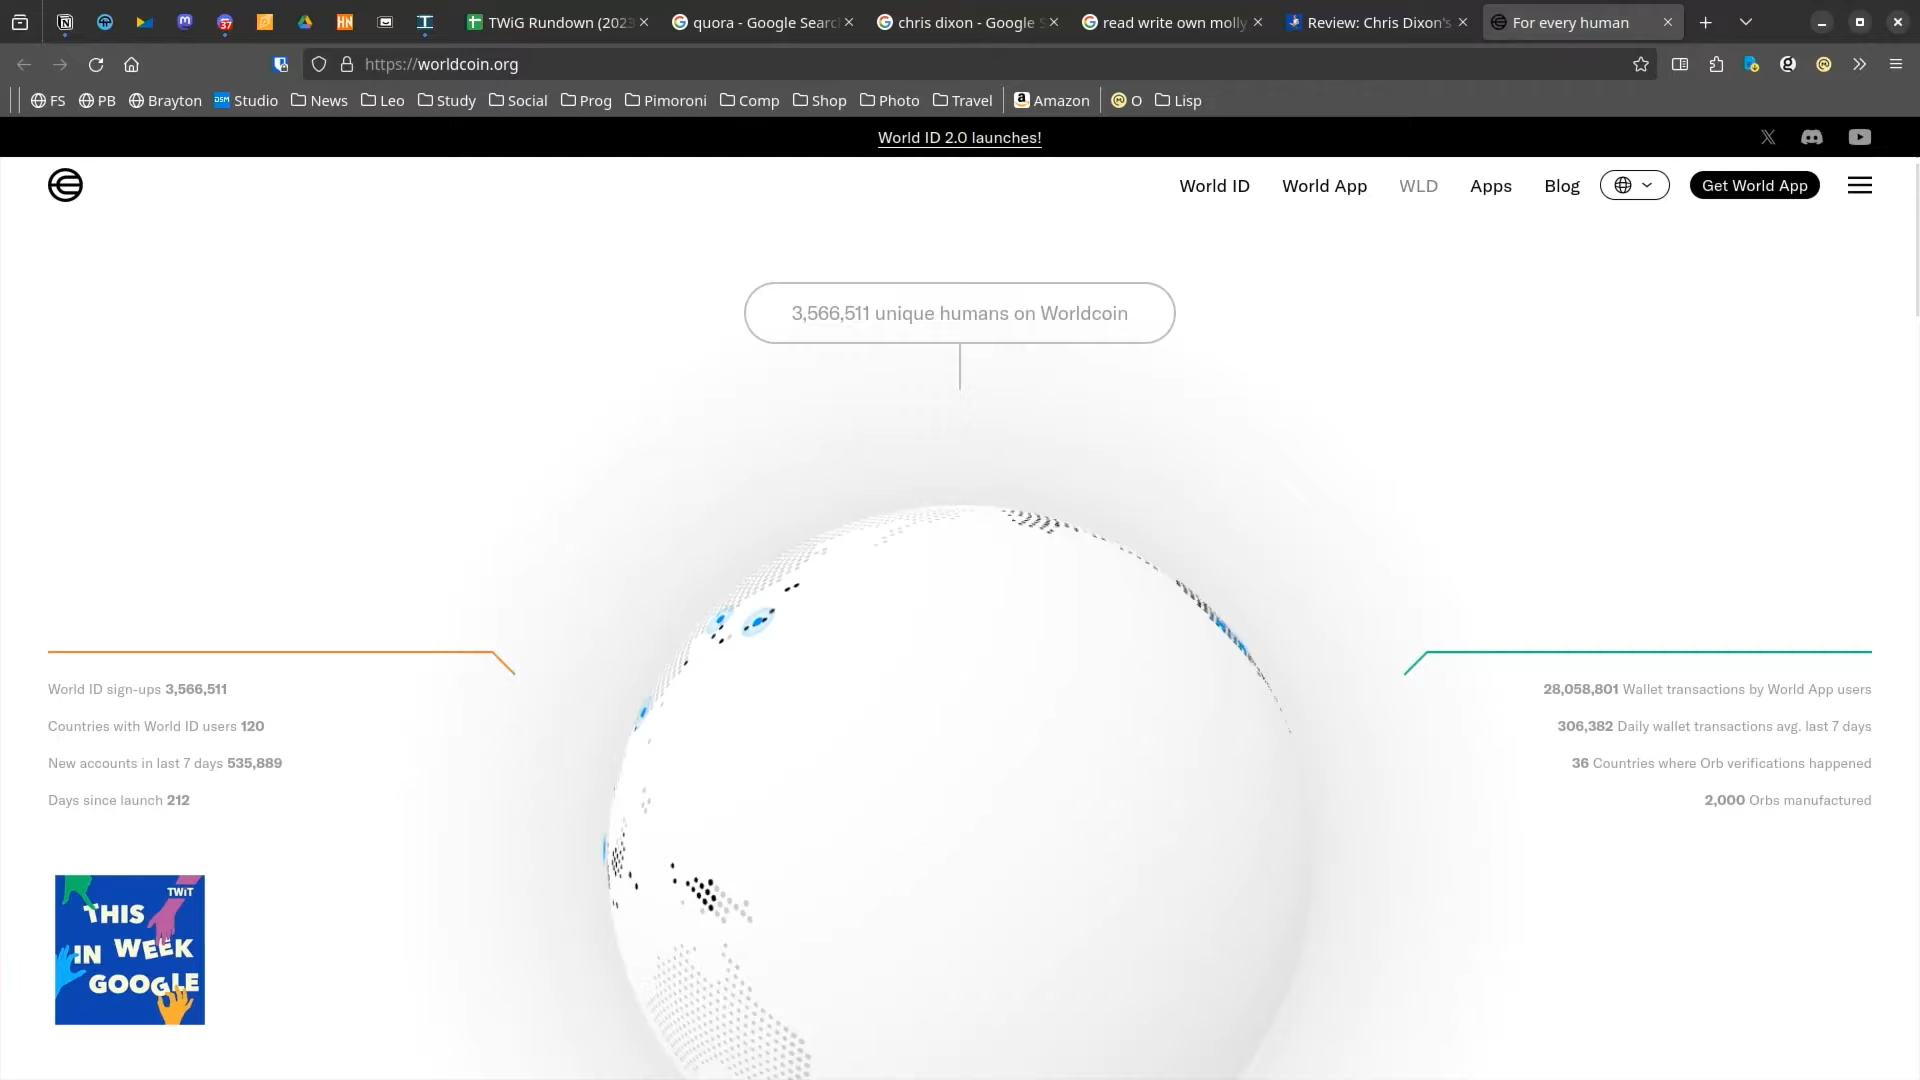 TWiG Rundown (2023
quora - Google Searc
chris dixon - Google S
read write own molly
Review: Chris Dixon's
For every human
https://worldcoin.org
FS
PB
Brayton
DSM Studio
News
Leo
Study
Social
Prog
Pimoroni
Comp
Shop
Photo
Travel
Amazon
O
Lisp
World ID 2.0 launches!
World ID
World App
WLD
Apps
Blog
Get World App
3,566,511 unique humans on Worldcoin
World ID sign-ups 3,566,511
Countries with World ID users 120
New accounts in last 7 days 535,889
Days since launch 212
28,058,801 Wallet transactions by World App users
306,382 Daily wallet transactions avg. last 7 days
36 Countries where Orb verifications happened
2,000 Orbs manufactured
TWiT
THIS
IN WEEK
GOOGLE